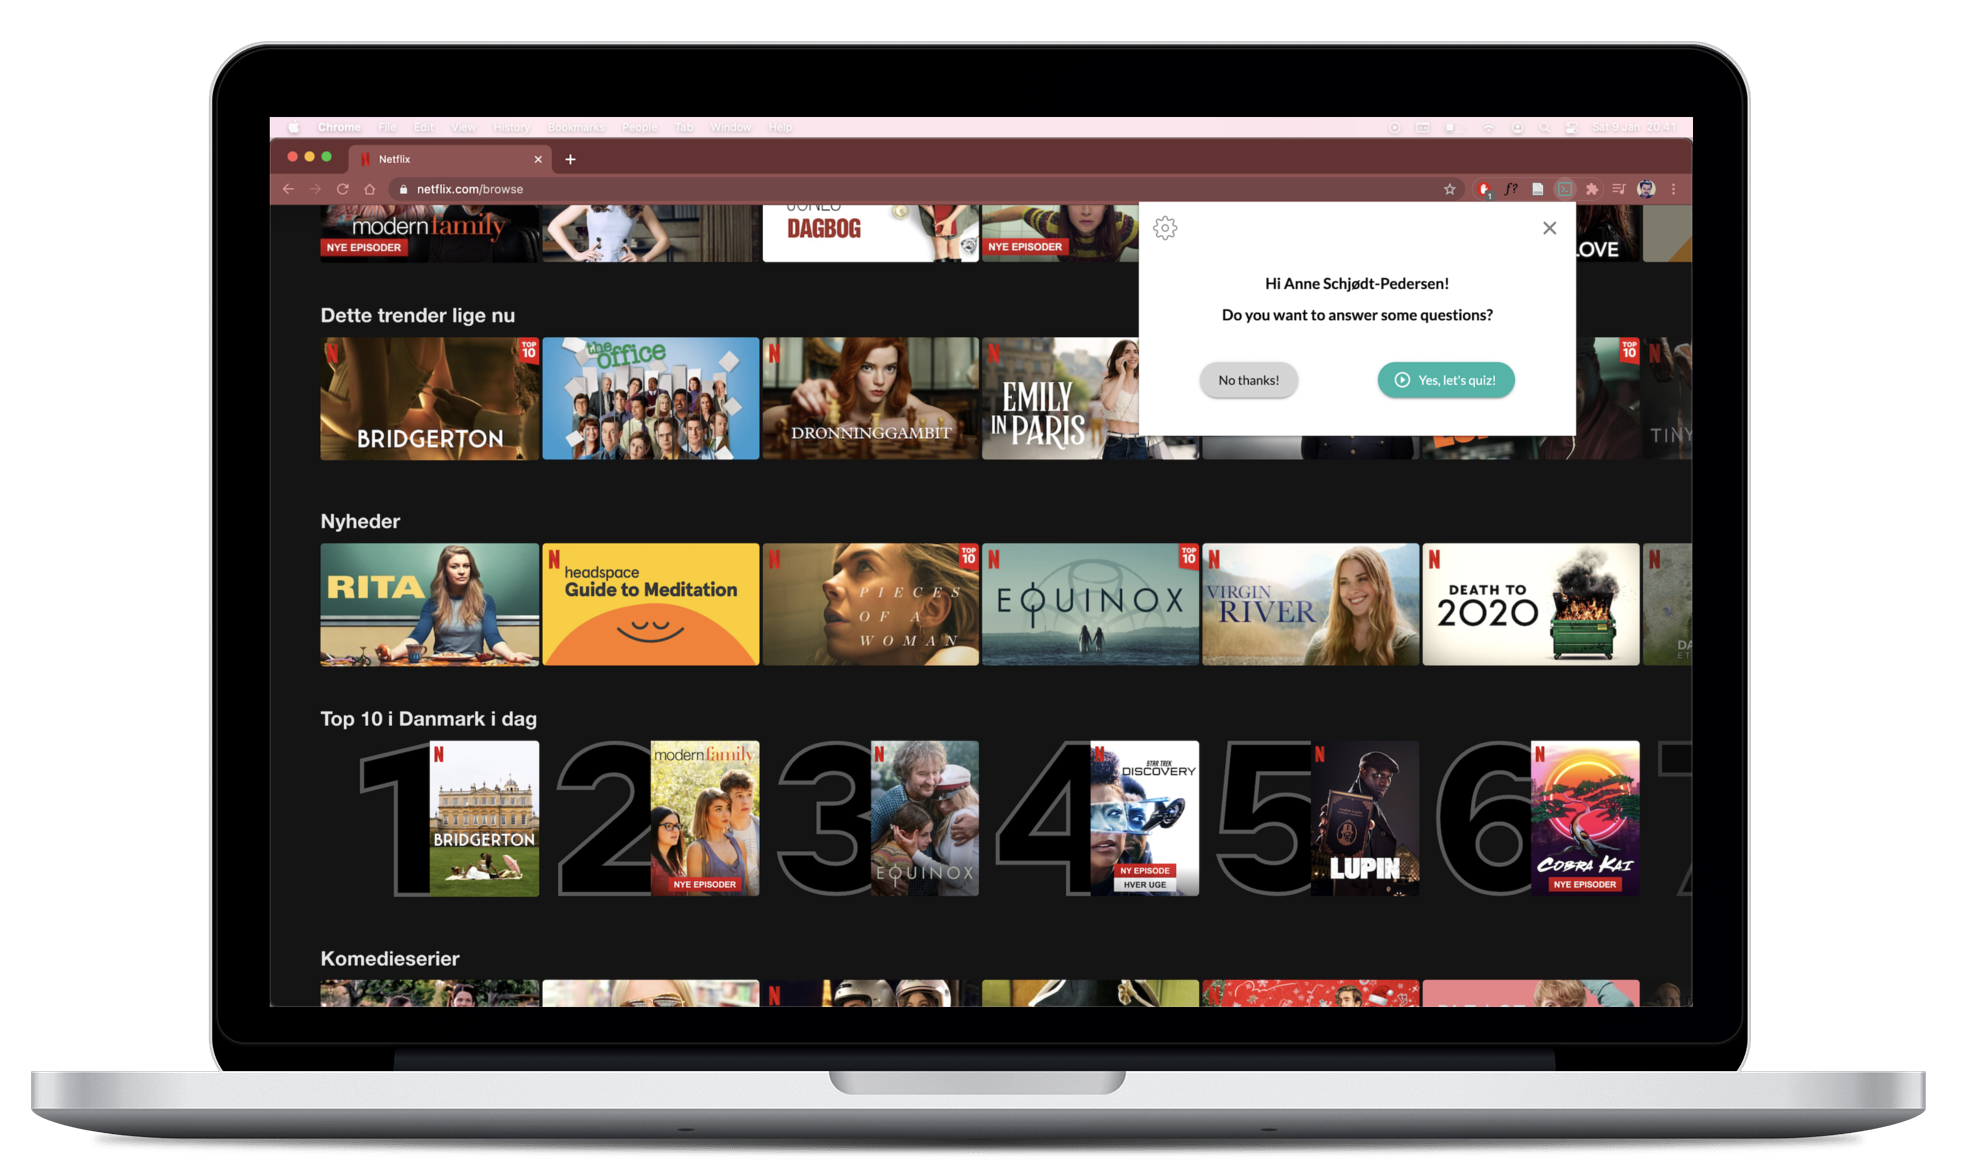 Chrome File Edit View History Bookmarks People Tab Window Help
Sat 9 Jan 20.41
Netflix
netflix.com/browse
f?
1
modern family
NYE EPISODER
JONES
DAGBOG
NYE EPISODER
LOVE
Hi Anne Schjødt-Pedersen!
Do you want to answer some questions?
No thanks!
Yes, let's quiz!
Dette trender lige nu
TOP 10
BRIDGERTON
the office
DRONNINGGAMBIT
EMILY
IN PARIS
TOP 10
TINY
Nyheder
RITA
headspace
Guide to Meditation
TOP 10
PIECES
OF A
WOMAN
TOP 10
EQUINOX
VIRGIN
RIVER
DEATH TO
2020
Top 10 i Danmark i dag
1
BRIDGERTON
2
modern family
NYE EPISODER
3
EQUINOX
4
STAR TREK
DISCOVERY
NY EPISODE
HVER UGE
5
LUPIN
6
COBRA KAI
NYE EPISODER
7
Komedieserier